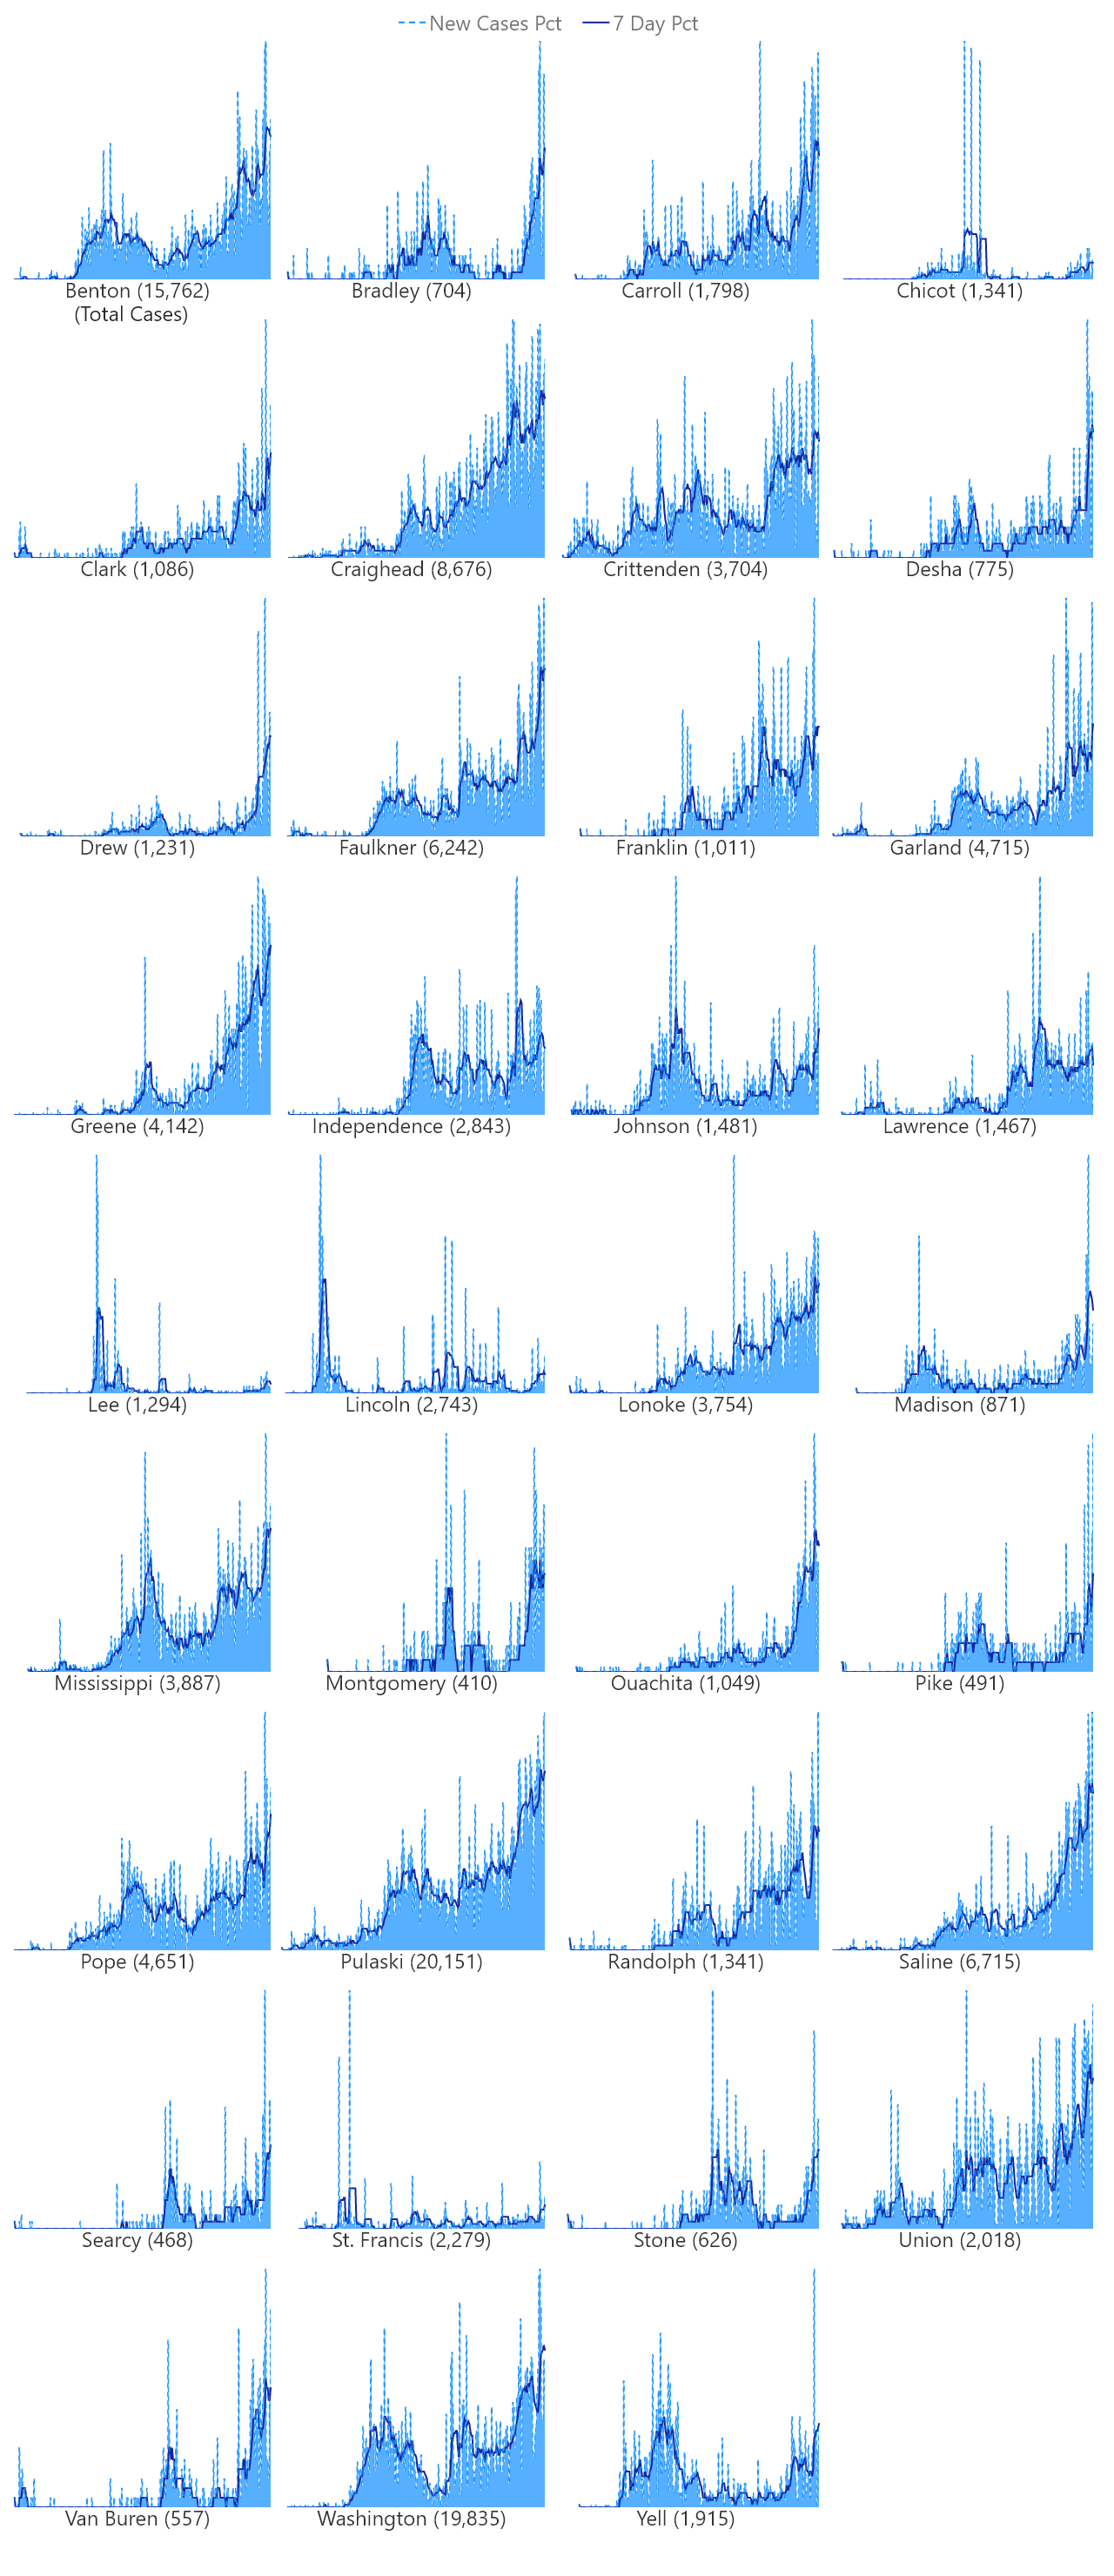 New Cases Pct 7 Day Pct
Benton (15,762) Bradley (704) Carroll (1,798) Chicot (1,341)
(Total Cases)
Clark (1,086) Craighead (8,676) Crittenden (3,704) Desha (775)
Drew (1,231) Faulkner (6,242) Franklin (1,011) Garland (4,715)
Greene (4,142) Independence (2,843) Johnson (1,481) Lawrence (1,467)
Lee (1,294) Lincoln (2,743) Lonoke (3,754) Madison (871)
Mississippi (3,887) Montgomery (410) Ouachita (1,049) Pike (491)
Pope (4,651) Pulaski (20,151) Randolph (1,341) Saline (6,715)
Searcy (468) St. Francis (2,279) Stone (626) Union (2,018)
Van Buren (557) Washington (19,835) Yell (1,915)